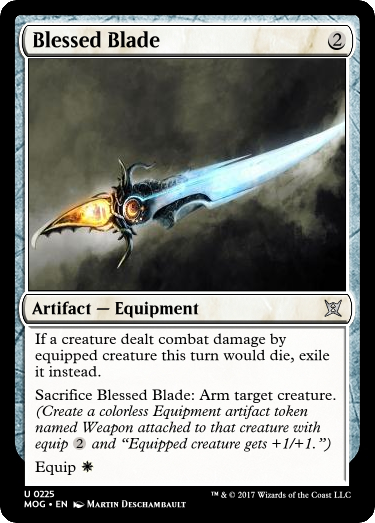 Blessed Blade 2
Artifact — Equipment
If a creature dealt combat damage by
equipped creature this turn would die, exile
it instead.
Sacrifice Blessed Blade: Arm target creature.
(Create a colorless Equipment artifact token
named Weapon attached to that creature with
equip 2 and “Equipped creature gets +1/+1.”)
Equip
U 0225
MOG • EN Martin Deschambault
™ & © 2017 Wizards of the Coast LLC